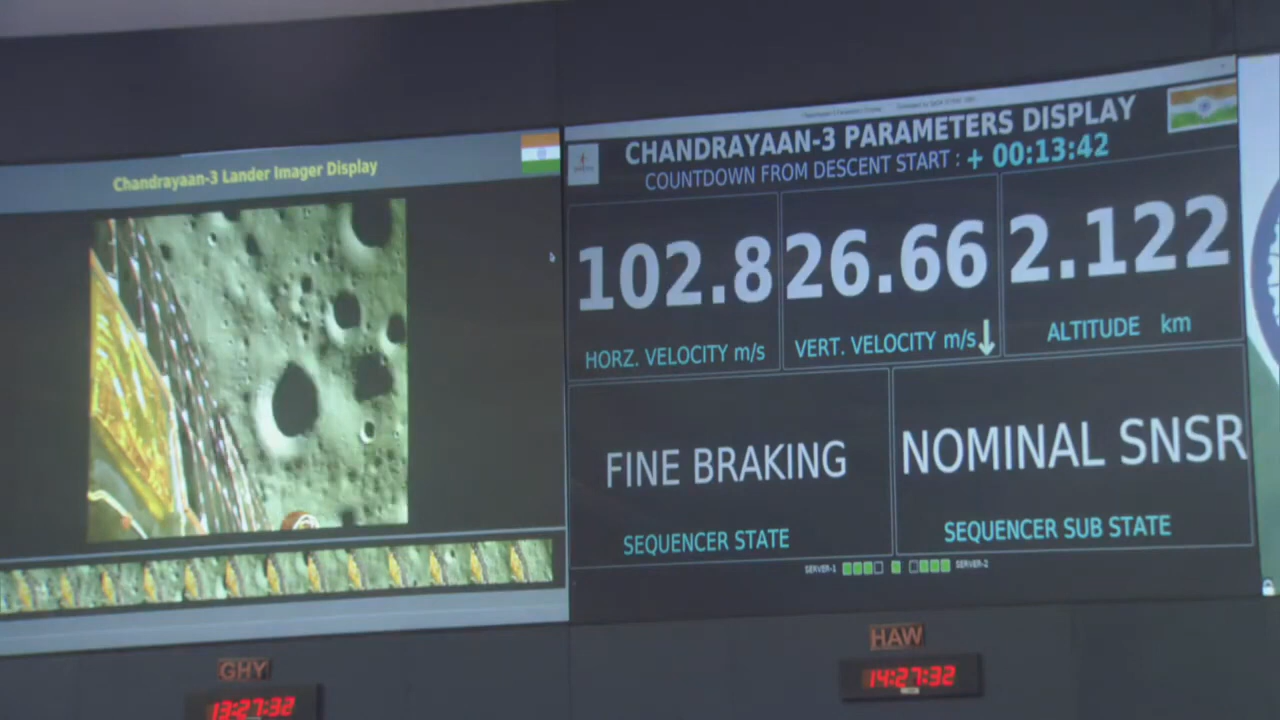 Chandrayaan-3 Lander Imager Display
CHANDRAYAAN-3 PARAMETERS DISPLAY
COUNTDOWN FROM DESCENT START : + 00:13:42
102.8
HORZ. VELOCITY m/s
26.66
VERT. VELOCITY m/s
2.122
ALTITUDE km
FINE BRAKING
SEQUENCER STATE
NOMINAL SNSR
SEQUENCER SUB STATE
SERVER-1
SERVER-2
GHY
13:27:32
HAW
14:27:32